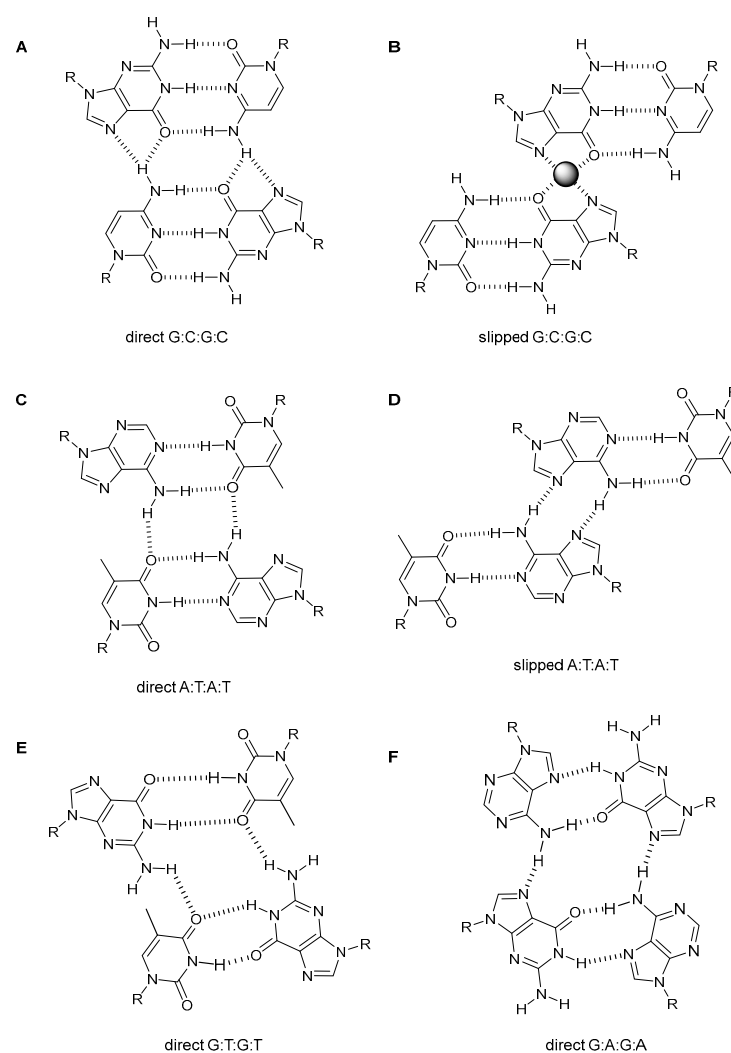 A
H
N H O R
N N
R N H N
N
N O H N
H
H
N H O N
N H N
R
N N N
R O H N
H
direct G:C:G:C
B
H
N H O R
N N
R N H N
N
N O H N
H H
N H O N
N H N
R
N N N
R O H N
H
slipped G:C:G:C
C
O R
N N
R N H N
N
N N H O
H H
O H N
N H N N
R
N N
R O
direct A:T:A:T
D
O R
N N
R N H N
N
N N H O
H H
O H N N
N H N N
R
N N
R O
slipped A:T:A:T
E
O R
N O H N N
N N H O
R N
N H H H
H N
O H N N
N H O N
R
N N
R O
direct G:T:G:T
F
R H H
N
N
N N H N N
N O N
R
N H N
H H
N O H N N
R N
N H N N
N N
H N H R
direct G:A:G:A